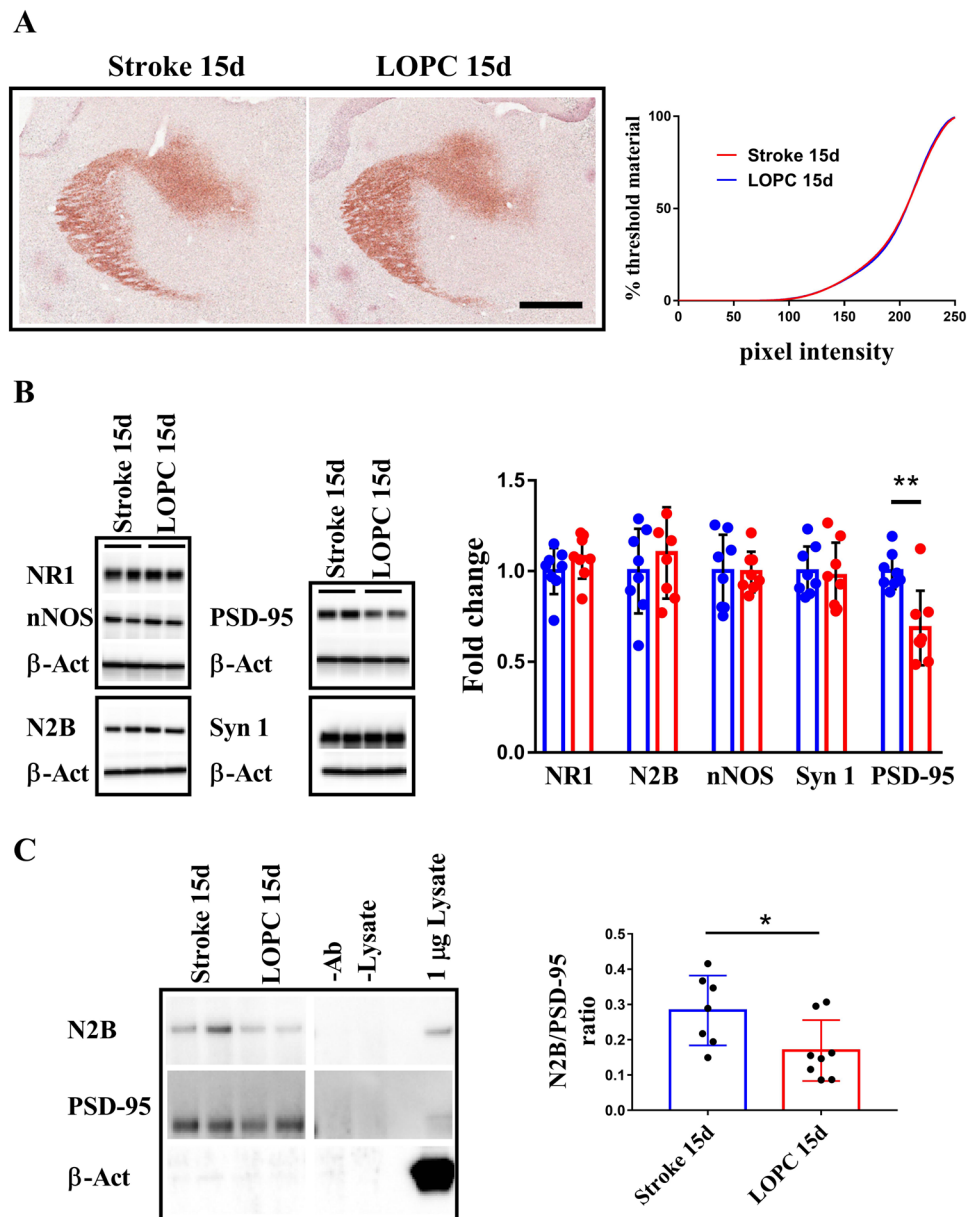 A
Stroke 15d
LOPC 15d
% threshold material
100
50
0
Stroke 15d
LOPC 15d
0 50 100 150 200 250
pixel intensity
B
Stroke 15d
LOPC 15d
NR1
nNOS
β-Act
N2B
β-Act
Stroke 15d
LOPC 15d
PSD-95
β-Act
Syn 1
β-Act
Fold change
1.5
1.0
0.5
0.0
**
NR1 N2B nNOS Syn 1 PSD-95
C
Stroke 15d
LOPC 15d
-Ab
-Lysate
1 μg Lysate
N2B
PSD-95
β-Act
N2B/PSD-95
ratio
0.5
0.4
0.3
0.2
0.1
0.0
*
Stroke 15d
LOPC 15d